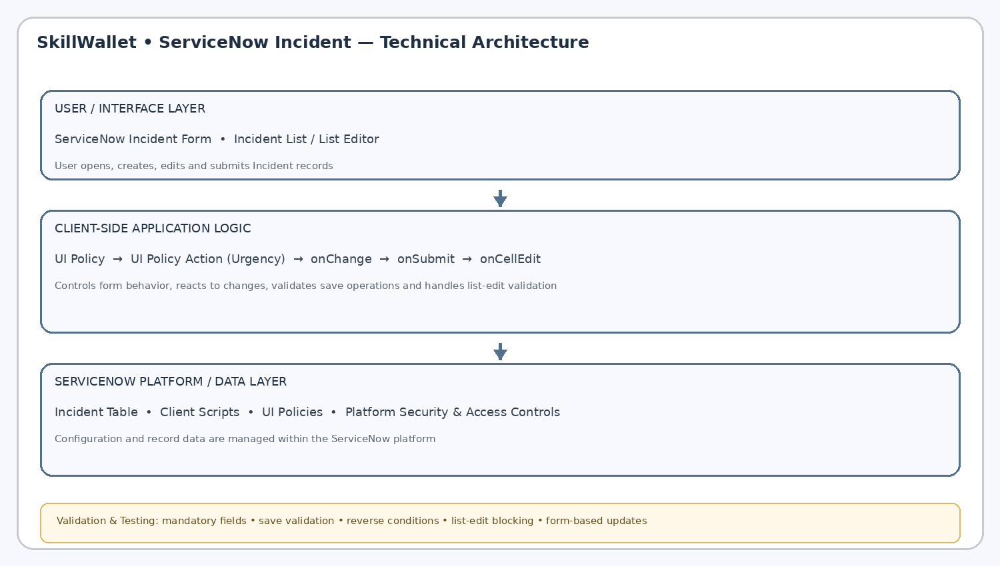 SkillWallet • ServiceNow Incident — Technical Architecture
USER / INTERFACE LAYER
ServiceNow Incident Form • Incident List / List Editor
User opens, creates, edits and submits Incident records
CLIENT-SIDE APPLICATION LOGIC
UI Policy → UI Policy Action (Urgency) → onChange → onSubmit → onCellEdit
Controls form behavior, reacts to changes, validates save operations and handles list-edit validation
SERVICENOW PLATFORM / DATA LAYER
Incident Table • Client Scripts • UI Policies • Platform Security & Access Controls
Configuration and record data are managed within the ServiceNow platform
Validation & Testing: mandatory fields • save validation • reverse conditions • list-edit blocking • form-based updates